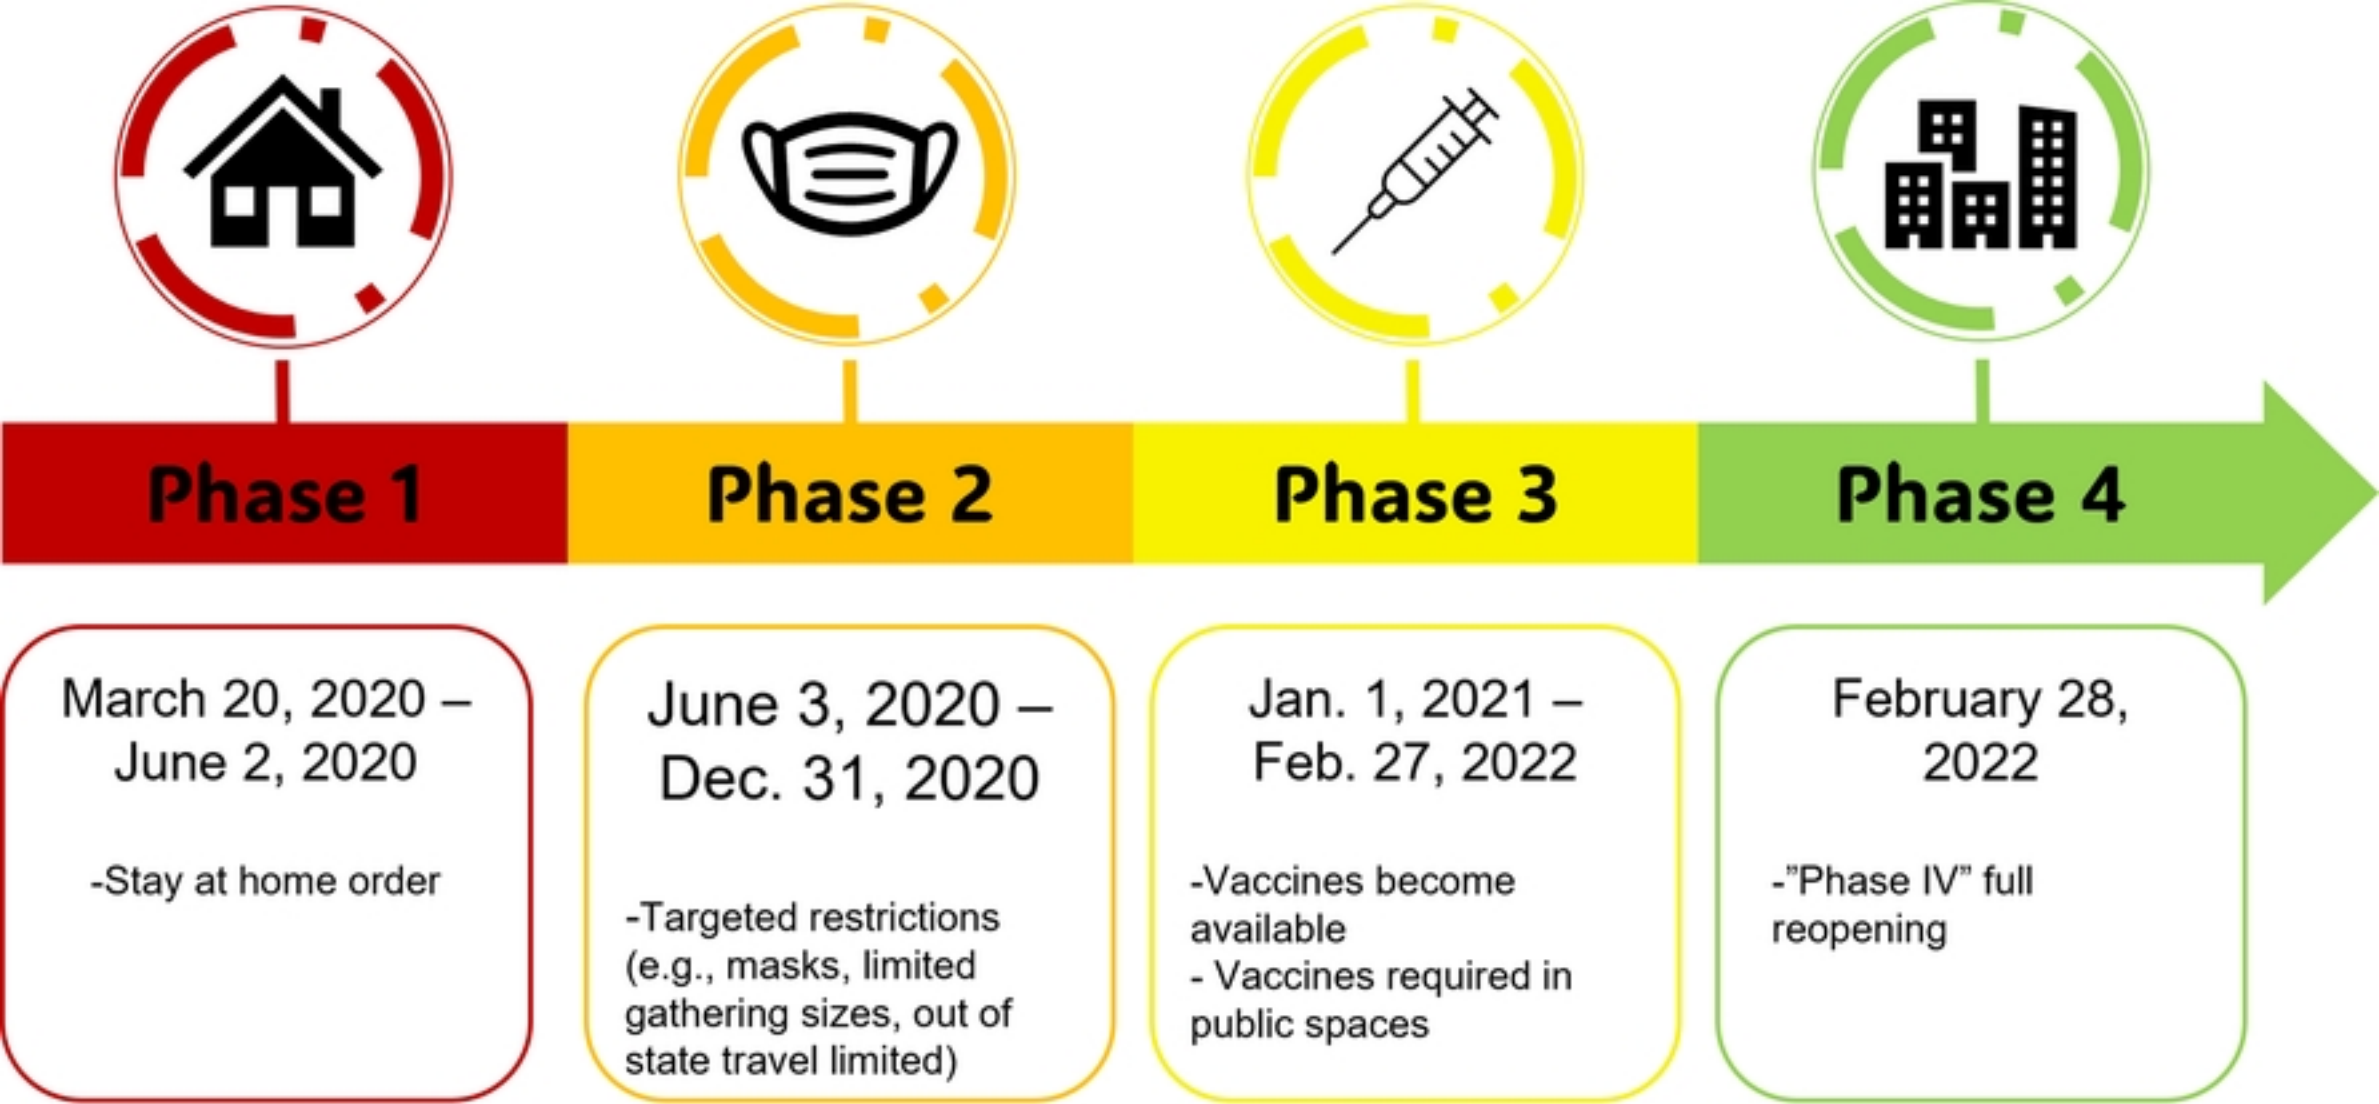 Phase 1
Phase 2
Phase 3
Phase 4
March 20, 2020 –
June 2, 2020
-Stay at home order
June 3, 2020 –
Dec. 31, 2020
-Targeted restrictions
(e.g., masks, limited
gathering sizes, out of
state travel limited)
Jan. 1, 2021 –
Feb. 27, 2022
-Vaccines become
available
- Vaccines required in
public spaces
February 28,
2022
-”Phase IV” full
reopening